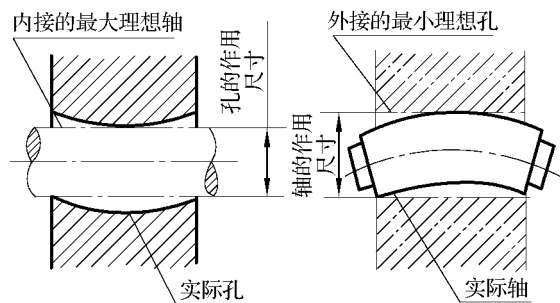 内接的最大理想轴
孔的作用
尺寸
实际孔
外接的最小理想孔
轴的作用
尺寸
实际轴